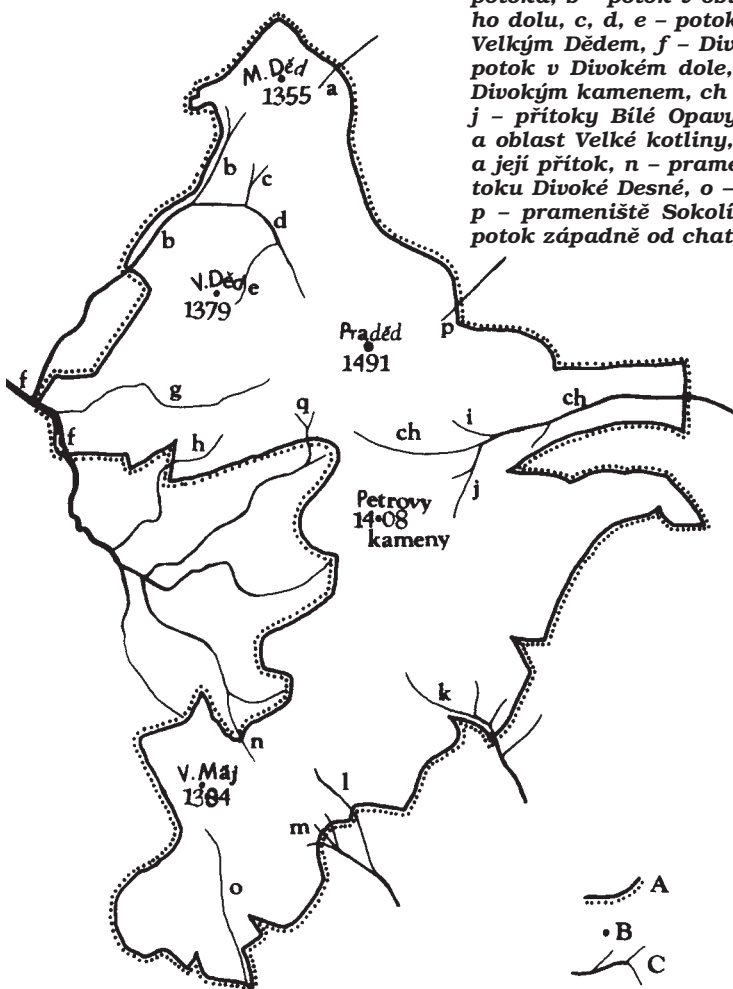 potoka, b – potok v obl
ho dolu, c, d, e – potok
Velkým Dědem, f – Div
potok v Divokém dole,
Divokým kamenem, ch
j – přítoky Bílé Opavy
a oblast Velké kotliny,
a její přítok, n – prame
toku Divoké Desné, o –
p – prameniště Sokolí
potok západně od chat
M. Děd
1355
a
b
c
d
b
V. Děd e
1379
Praděd
1491
p
f
g
q
ch
f
h
i
ch
j
Petrovy
14•08
kameny
k
n
V. Máj
1384
l
m
o
A
B
C